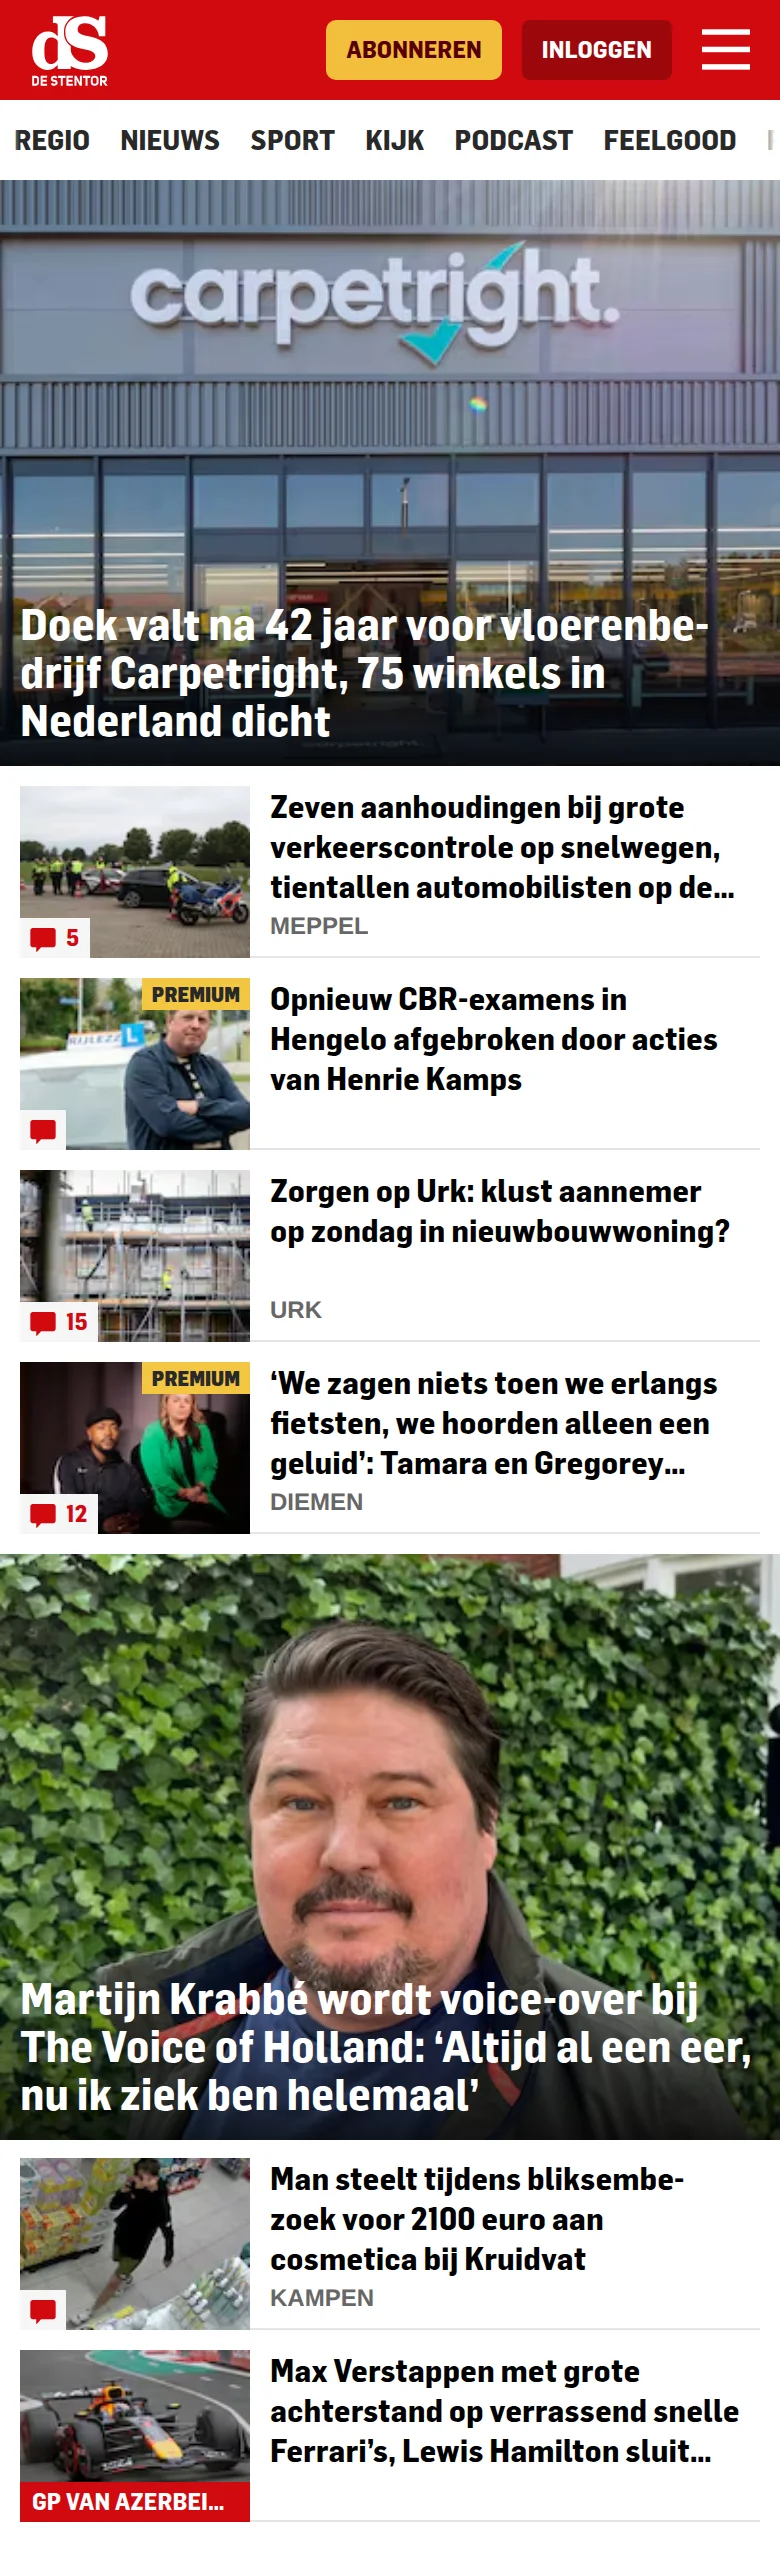 dS
DE STENTOR
ABONNEREN
INLOGGEN
REGIO NIEUWS SPORT KIJK PODCAST FEELGOOD
carpetright.
Doek valt na 42 jaar voor vloerenbe-
drijf Carpetright, 75 winkels in
Nederland dicht
Zeven aanhoudingen bij grote
verkeerscontrole op snelwegen,
tientallen automobilisten op de...
MEPPEL
5
PREMIUM
RIJLEZZ L
Opnieuw CBR-examens in
Hengelo afgebroken door acties
van Henrie Kamps
Zorgen op Urk: klust aannemer
op zondag in nieuwbouwwoning?
URK
15
PREMIUM
‘We zagen niets toen we erlangs
fietsten, we hoorden alleen een
geluid’: Tamara en Gregorey...
DIEMEN
12
Martijn Krabbé wordt voice-over bij
The Voice of Holland: ‘Altijd al een eer,
nu ik ziek ben helemaal’
Man steelt tijdens bliksembe-
zoek voor 2100 euro aan
cosmetica bij Kruidvat
KAMPEN
Max Verstappen met grote
achterstand op verrassend snelle
Ferrari’s, Lewis Hamilton sluit...
GP VAN AZERBEI...